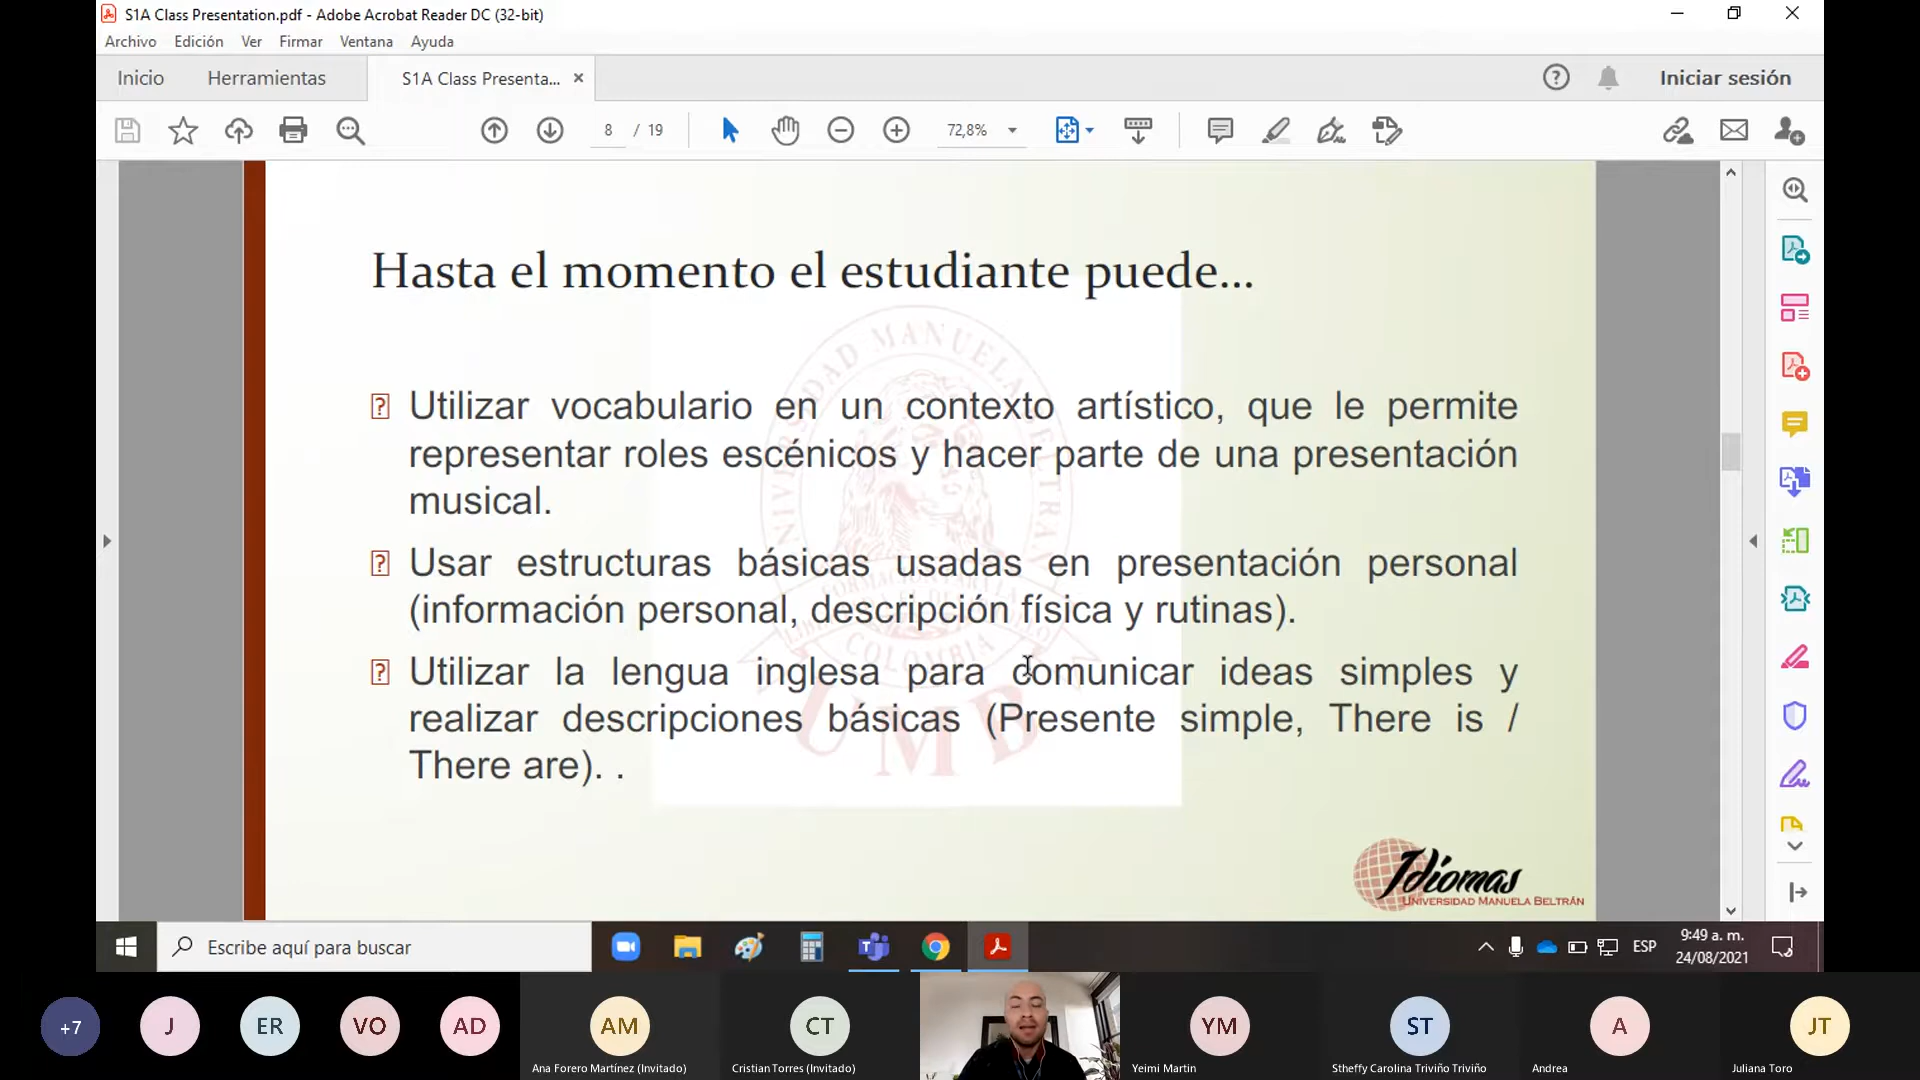 S1A Class Presentation.pdf - Adobe Acrobat Reader DC (32-bit)
Archivo Edición Ver Firmar Ventana Ayuda
Inicio Herramientas S1A Class Presenta... Iniciar sesión
8 / 19 72,8%
Hasta el momento el estudiante puede...
Utilizar vocabulario en un contexto artístico, que le permite
representar roles escénicos y hacer parte de una presentación
musical.
Usar estructuras básicas usadas en presentación personal
(información personal, descripción física y rutinas).
Utilizar la lengua inglesa para comunicar ideas simples y
realizar descripciones básicas (Presente simple, There is /
There are). .
UNIVERSIDAD MANUELA BELTRAN
COLOMBIA
UMB
Idiomas
UNIVERSIDAD MANUELA BELTRÁN
Escribe aquí para buscar
ESP
9:49 a. m.
24/08/2021
+7 J ER VO AD AM CT YM ST A JT
Ana Forero Martínez (Invitado) Cristian Torres (Invitado) Yeimi Martin Stheffy Carolina Triviño Triviño Andrea Juliana Toro